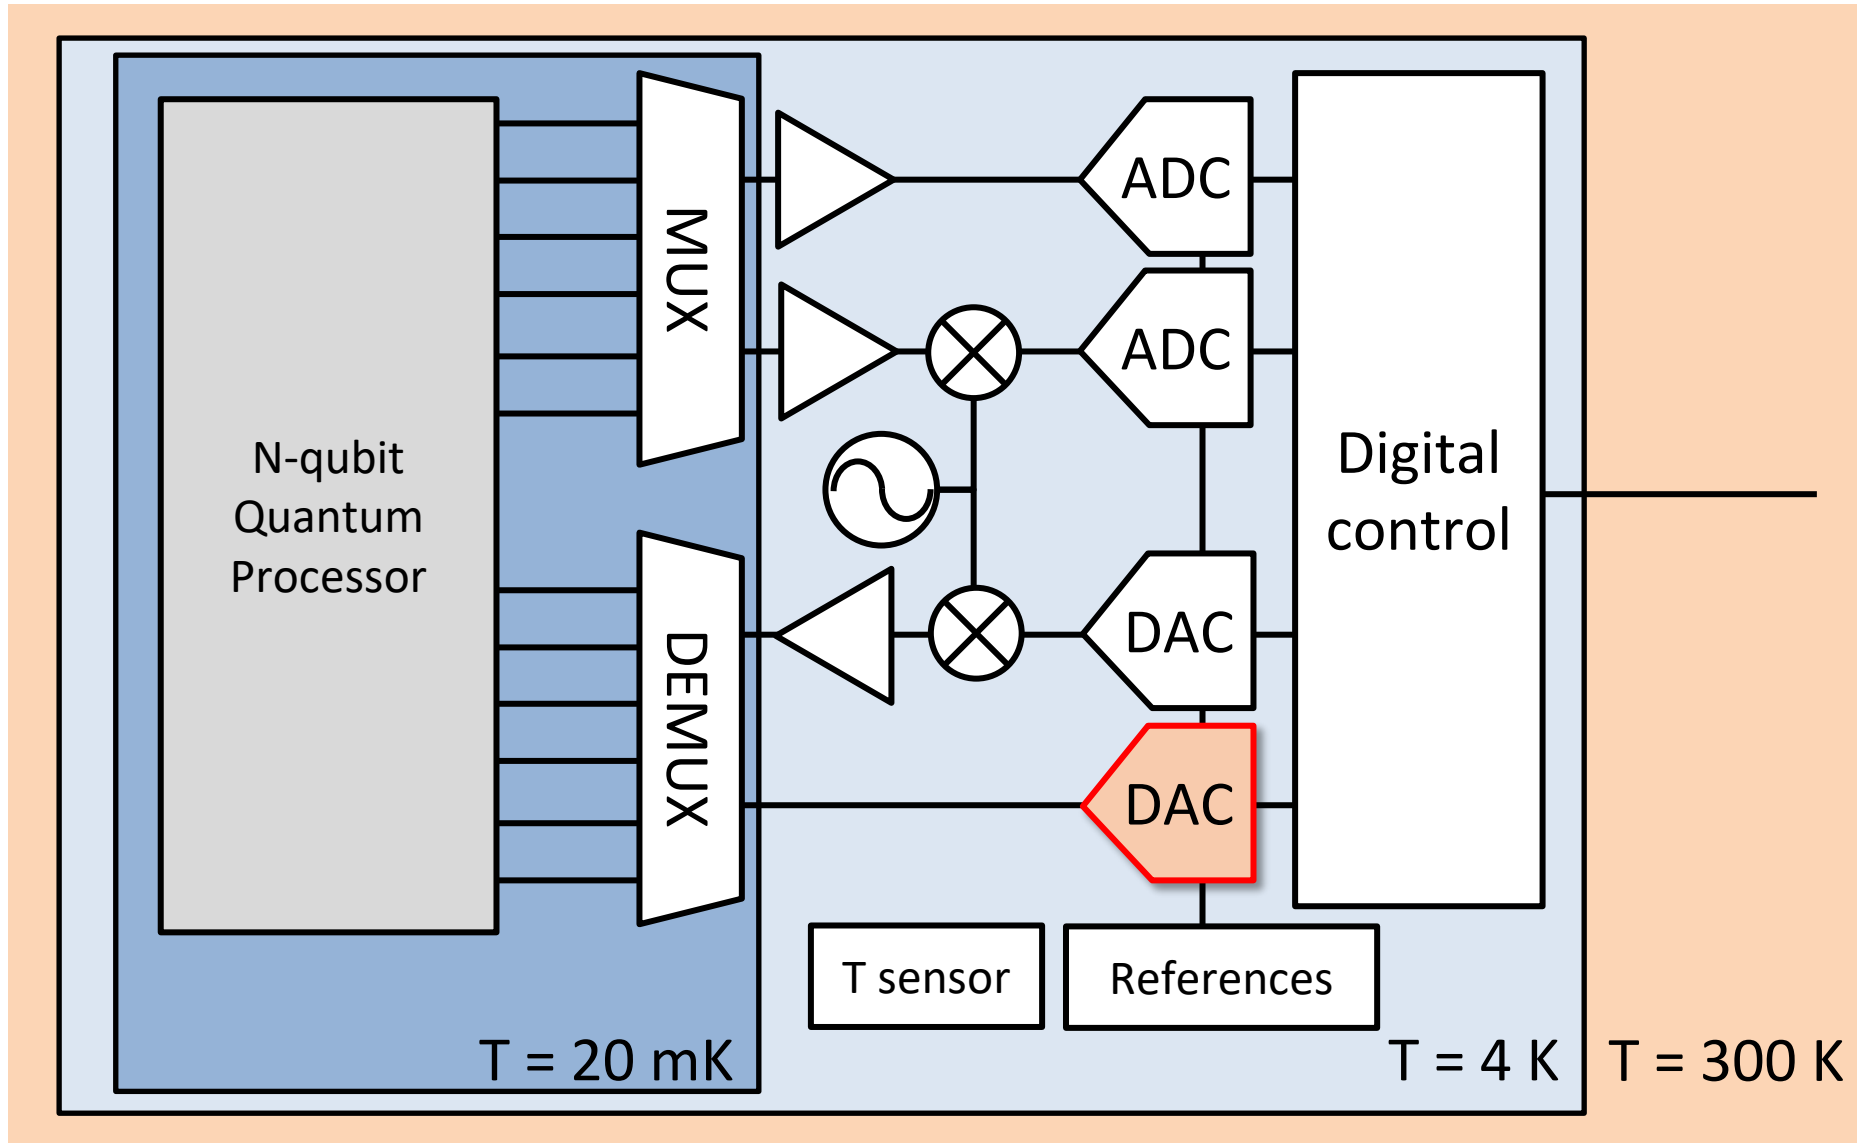 N-qubit
Quantum
Processor
MUX
DEMUX
ADC
ADC
DAC
DAC
Digital
control
T sensor
References
T = 20 mK
T = 4 K
T = 300 K